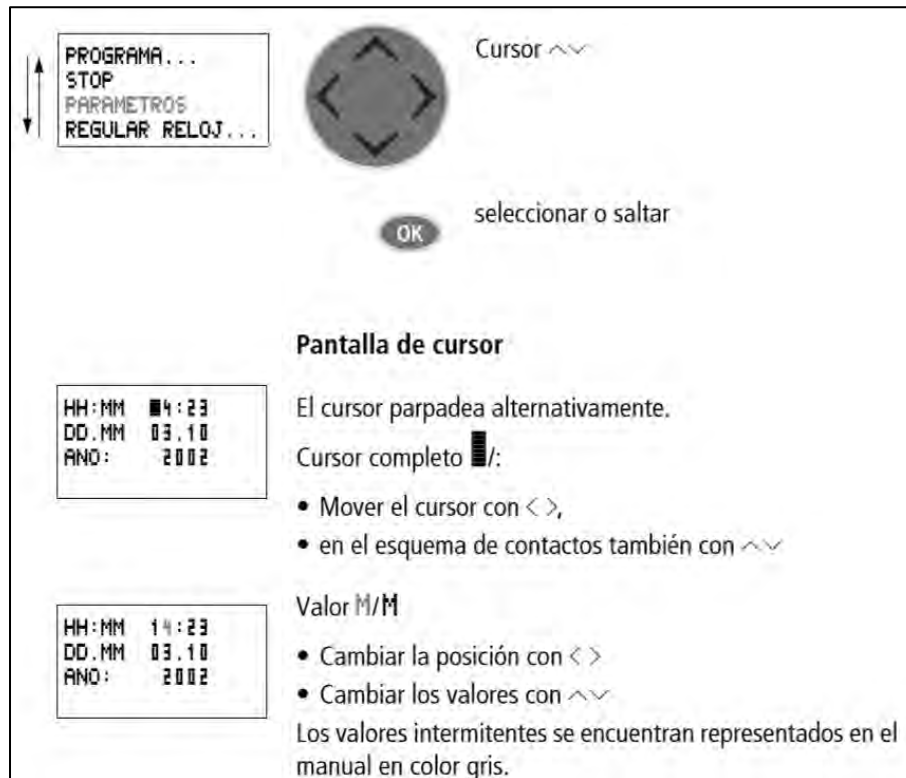 PROGRAMA...
STOP
PARAMETROS
REGULAR RELOJ...
Cursor
OK
seleccionar o saltar
Pantalla de cursor
HH:MM 4:23
DD.MM 03.10
ANO: 2002
El cursor parpadea alternativamente.
Cursor completo /:
• Mover el cursor con < >,
• en el esquema de contactos también con
HH:MM 14:23
DD.MM 03.10
ANO: 2002
Valor M/M
• Cambiar la posición con < >
• Cambiar los valores con
Los valores intermitentes se encuentran representados en el
manual en color gris.